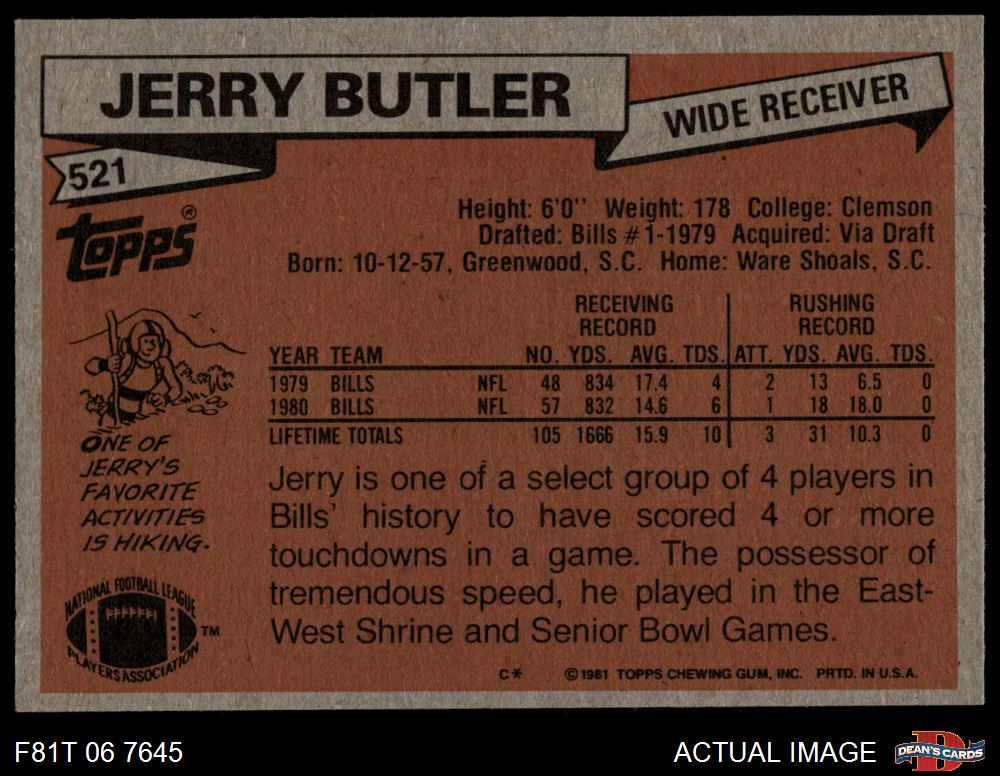 JERRY BUTLER
WIDE RECEIVER
521
topps®
Height: 6'0'' Weight: 178 College: Clemson
Drafted: Bills #1-1979 Acquired: Via Draft
Born: 10-12-57, Greenwood, S.C. Home: Ware Shoals, S.C.
RECEIVING RECORD
RUSHING RECORD
YEAR TEAM NO. YDS. AVG. TDS. ATT. YDS. AVG. TDS.
1979 BILLS NFL 48 834 17.4 4 2 13 6.5 0
1980 BILLS NFL 57 832 14.6 6 1 18 18.0 0
LIFETIME TOTALS 105 1666 15.9 10 3 31 10.3 0
ONE OF
JERRY'S
FAVORITE
ACTIVITIES
IS HIKING.
Jerry is one of a select group of 4 players in
Bills' history to have scored 4 or more
touchdowns in a game. The possessor of
tremendous speed, he played in the East-
West Shrine and Senior Bowl Games.
NATIONAL FOOTBALL LEAGUE
PLAYERS ASSOCIATION
TM
C* ©1981 TOPPS CHEWING GUM, INC. PRTD. IN U.S.A.
F81T 06 7645
ACTUAL IMAGE
D
DEAN'S CARDS